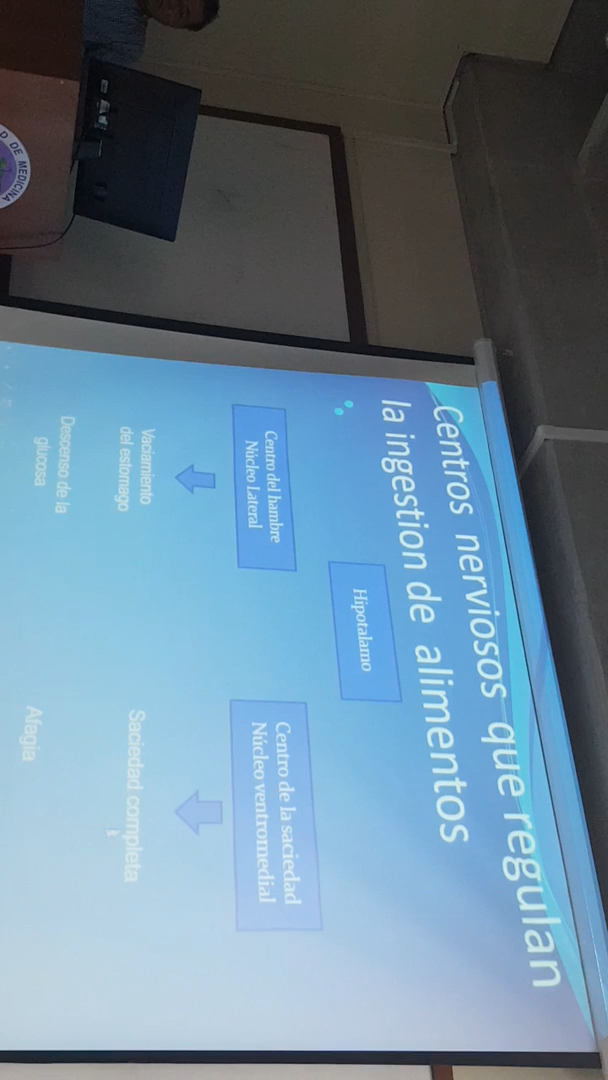 Centros nerviosos que regulan
la ingestion de alimentos
Hipotalamo
Centro del hambre
Núcleo Lateral
Centro de la saciedad
Núcleo ventromedial
Vaciamiento
del estomago
Saciedad completa
Descenso de la
glucosa
Afagia
D DE MEDICINA